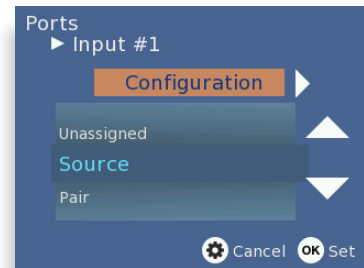 Ports
Input #1
Configuration
Unassigned
Source
Pair
Cancel OK Set